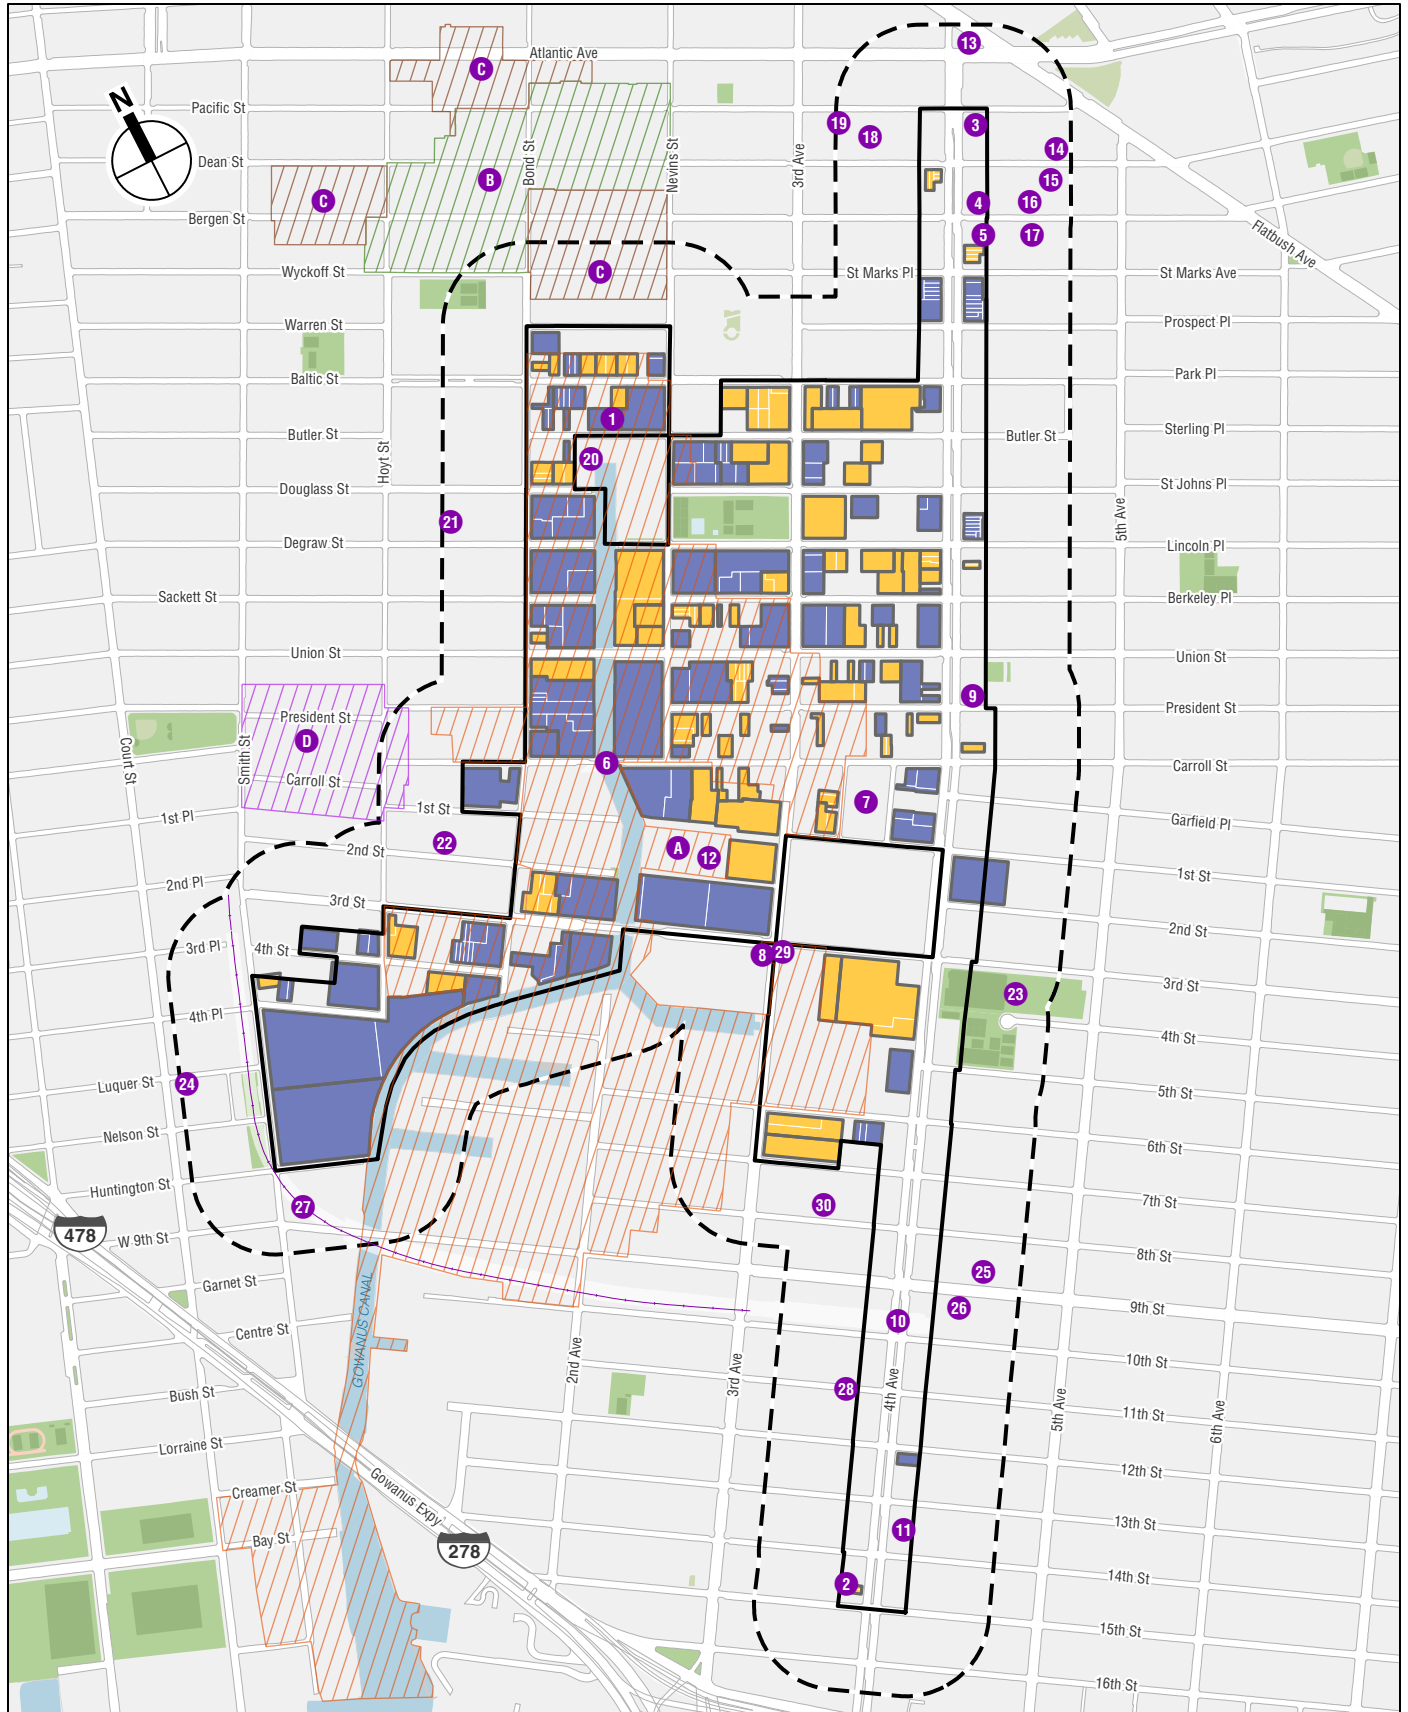 Atlantic Ave
13
C
N
Pacific St
19
18
3
Dean St
Bond St
Nevins St
3rd Ave
14
B
15
C
4
16
Bergen St
5
17
Flatbush Ave
Wyckoff St
C
St Marks Pl
St Marks Ave
Warren St
Prospect Pl
Baltic St
Park Pl
1
Butler St
Butler St
Sterling Pl
Hoyt St
20
Douglass St
St Johns Pl
21
5th Ave
Degraw St
Lincoln Pl
Sackett St
Berkeley Pl
Union St
Union St
9
President St
President St
D
Court St
Smith St
6
Carroll St
Carroll St
1st St
7
1st Pl
Garfield Pl
22
2nd St
A
12
1st St
2nd Pl
3rd St
2nd St
3rd Pl
4th St
8
29
3rd St
23
4th Pl
4th St
Luquer St
24
5th St
Nelson St
6th St
Huntington St
7th St
27
30
478
W 9th St
8th St
25
Garnet St
26
9th St
10
Centre St
GOWANUS CANAL
2nd Ave
3rd Ave
10th St
4th Ave
Bush St
28
5th Ave
6th Ave
11th St
Lorraine St
12th St
Creamer St
Gowanus Expy
13th St
Bay St
11
278
14th St
2
15th St
16th St